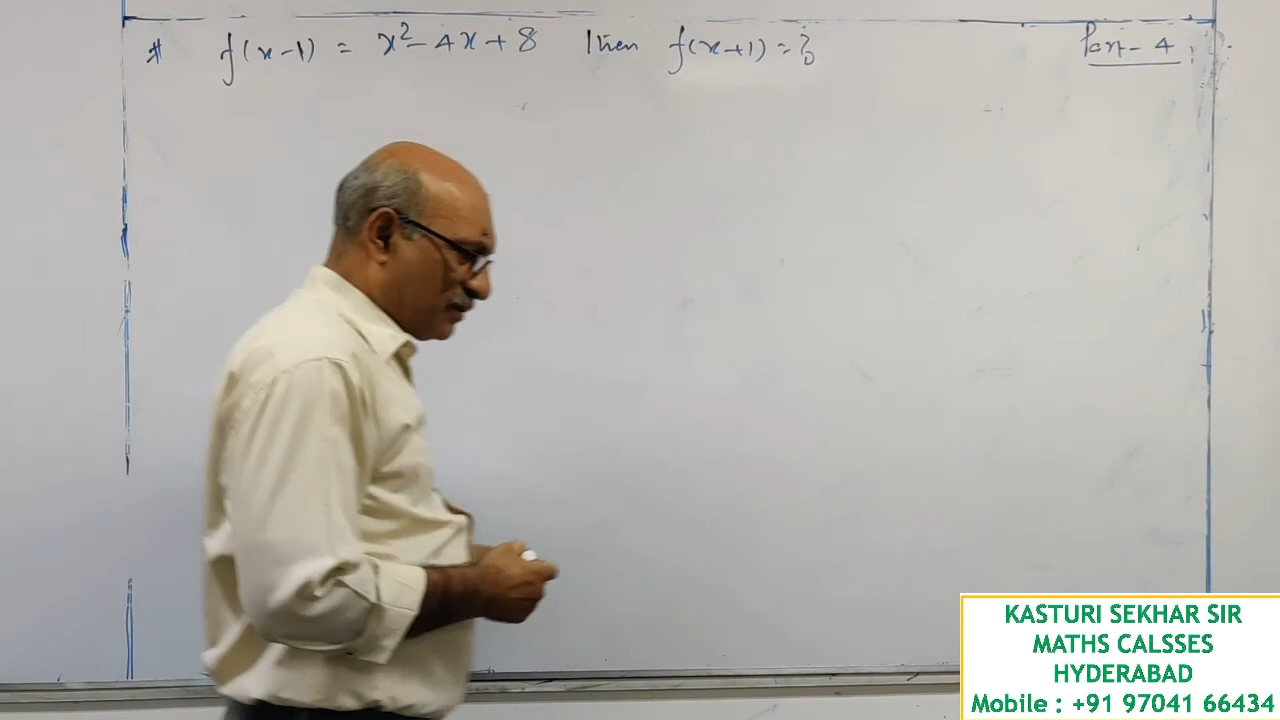 # f(x-1) = x²-4x+8 then f(x+1) = ?
Part-4
KASTURI SEKHAR SIR
MATHS CALSSES
HYDERABAD
Mobile : +91 97041 66434